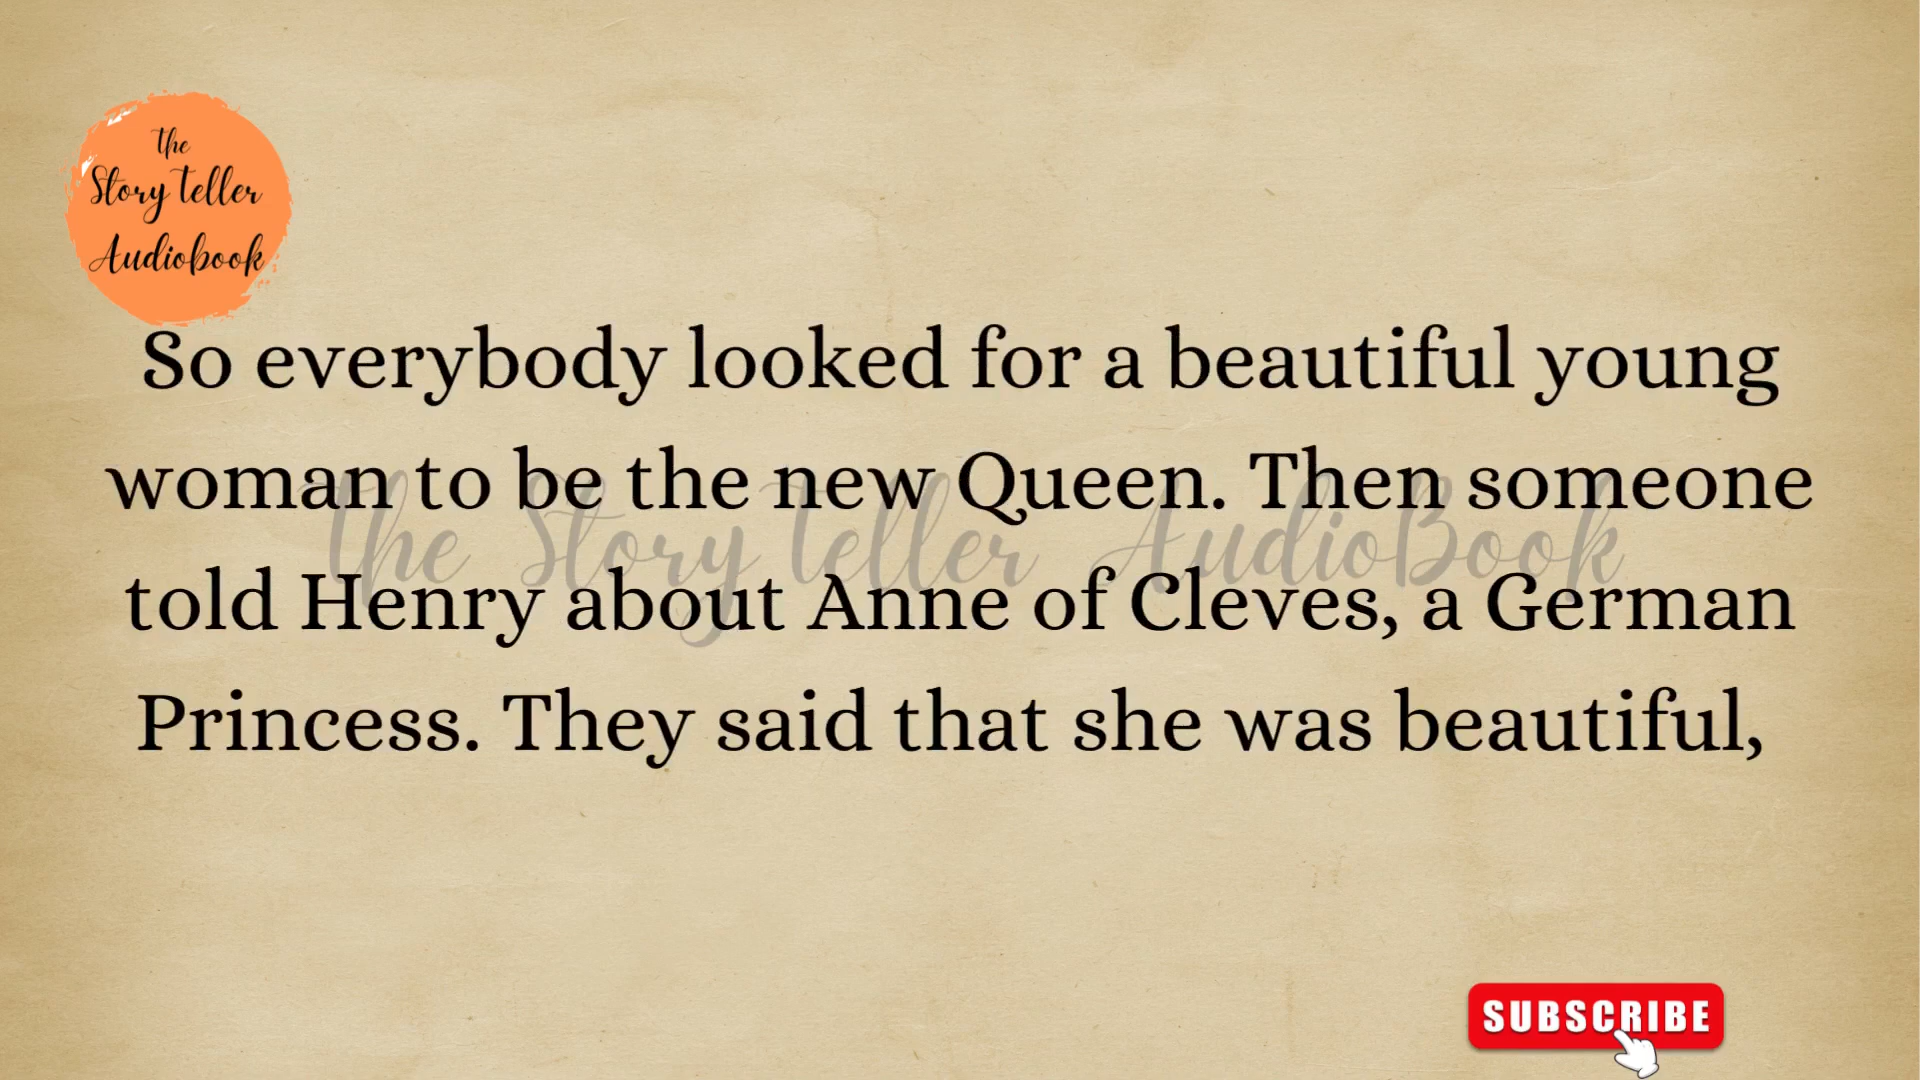 the
Story teller
Audiobook
So everybody looked for a beautiful young
woman to be the new Queen. Then someone
the Story teller AudioBook
told Henry about Anne of Cleves, a German
Princess. They said that she was beautiful,
SUBSCRIBE